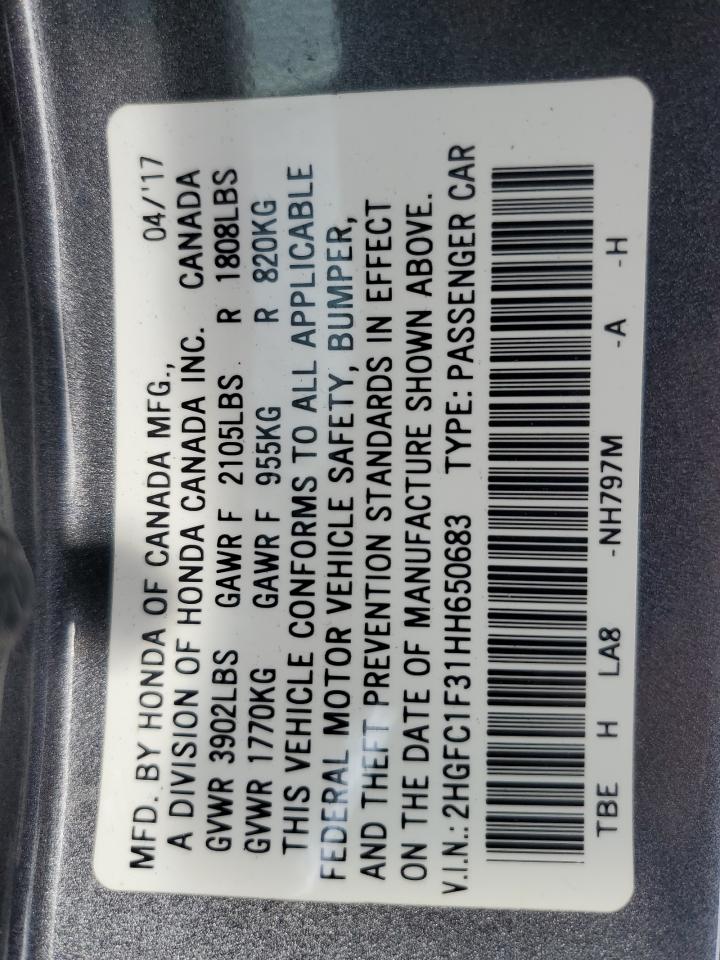 MFD. BY HONDA OF CANADA MFG., 04/'17
A DIVISION OF HONDA CANADA INC. CANADA
GVWR 3902LBS GAWR F 2105LBS R 1808LBS
GVWR 1770KG GAWR F 955KG R 820KG
THIS VEHICLE CONFORMS TO ALL APPLICABLE
FEDERAL MOTOR VEHICLE SAFETY, BUMPER,
AND THEFT PREVENTION STANDARDS IN EFFECT
ON THE DATE OF MANUFACTURE SHOWN ABOVE.
V.I.N.: 2HGFC1F31HH650683 TYPE: PASSENGER CAR
TBE H LA8 -NH797M -A -H